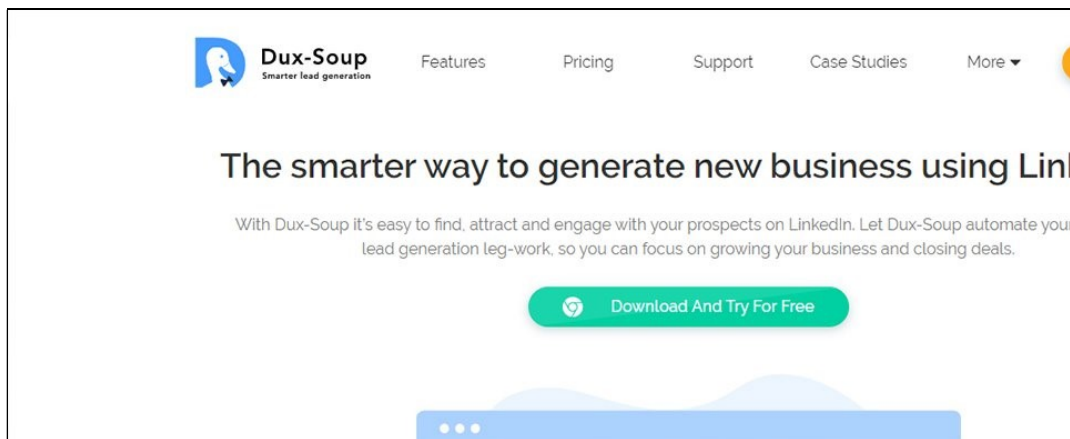 Dux-Soup
Smarter lead generation
Features Pricing Support Case Studies More
The smarter way to generate new business using
With Dux-Soup it's easy to find, attract and engage with your prospects on LinkedIn. Let Dux-Soup automate your
lead generation leg-work, so you can focus on growing your business and closing deals.
Download And Try For Free